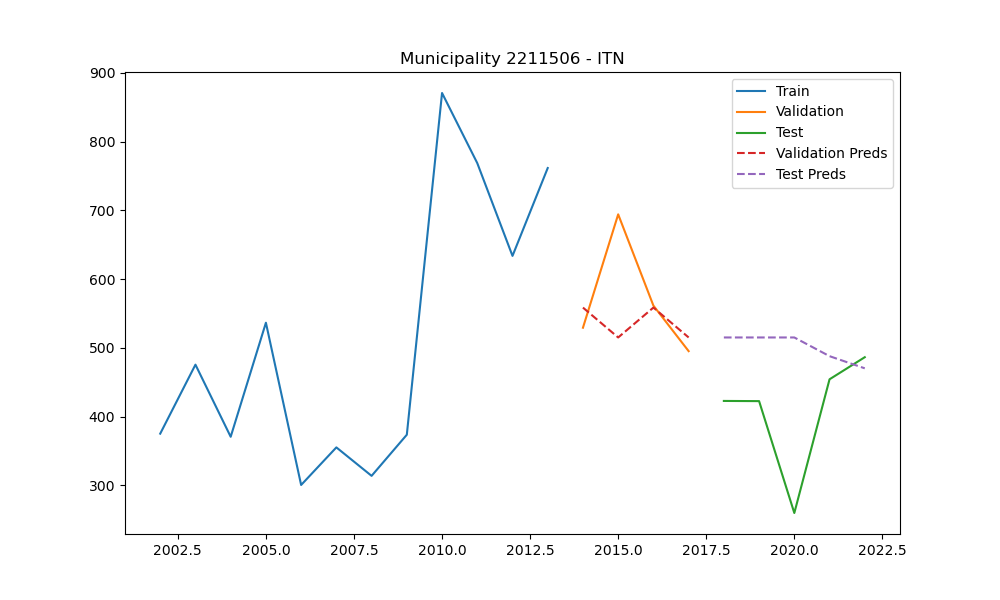 Municipality 2211506 - ITN
900
800
700
600
500
400
300
2002.5 2005.0 2007.5 2010.0 2012.5 2015.0 2017.5 2020.0 2022.5
Train
Validation
Test
Validation Preds
Test Preds